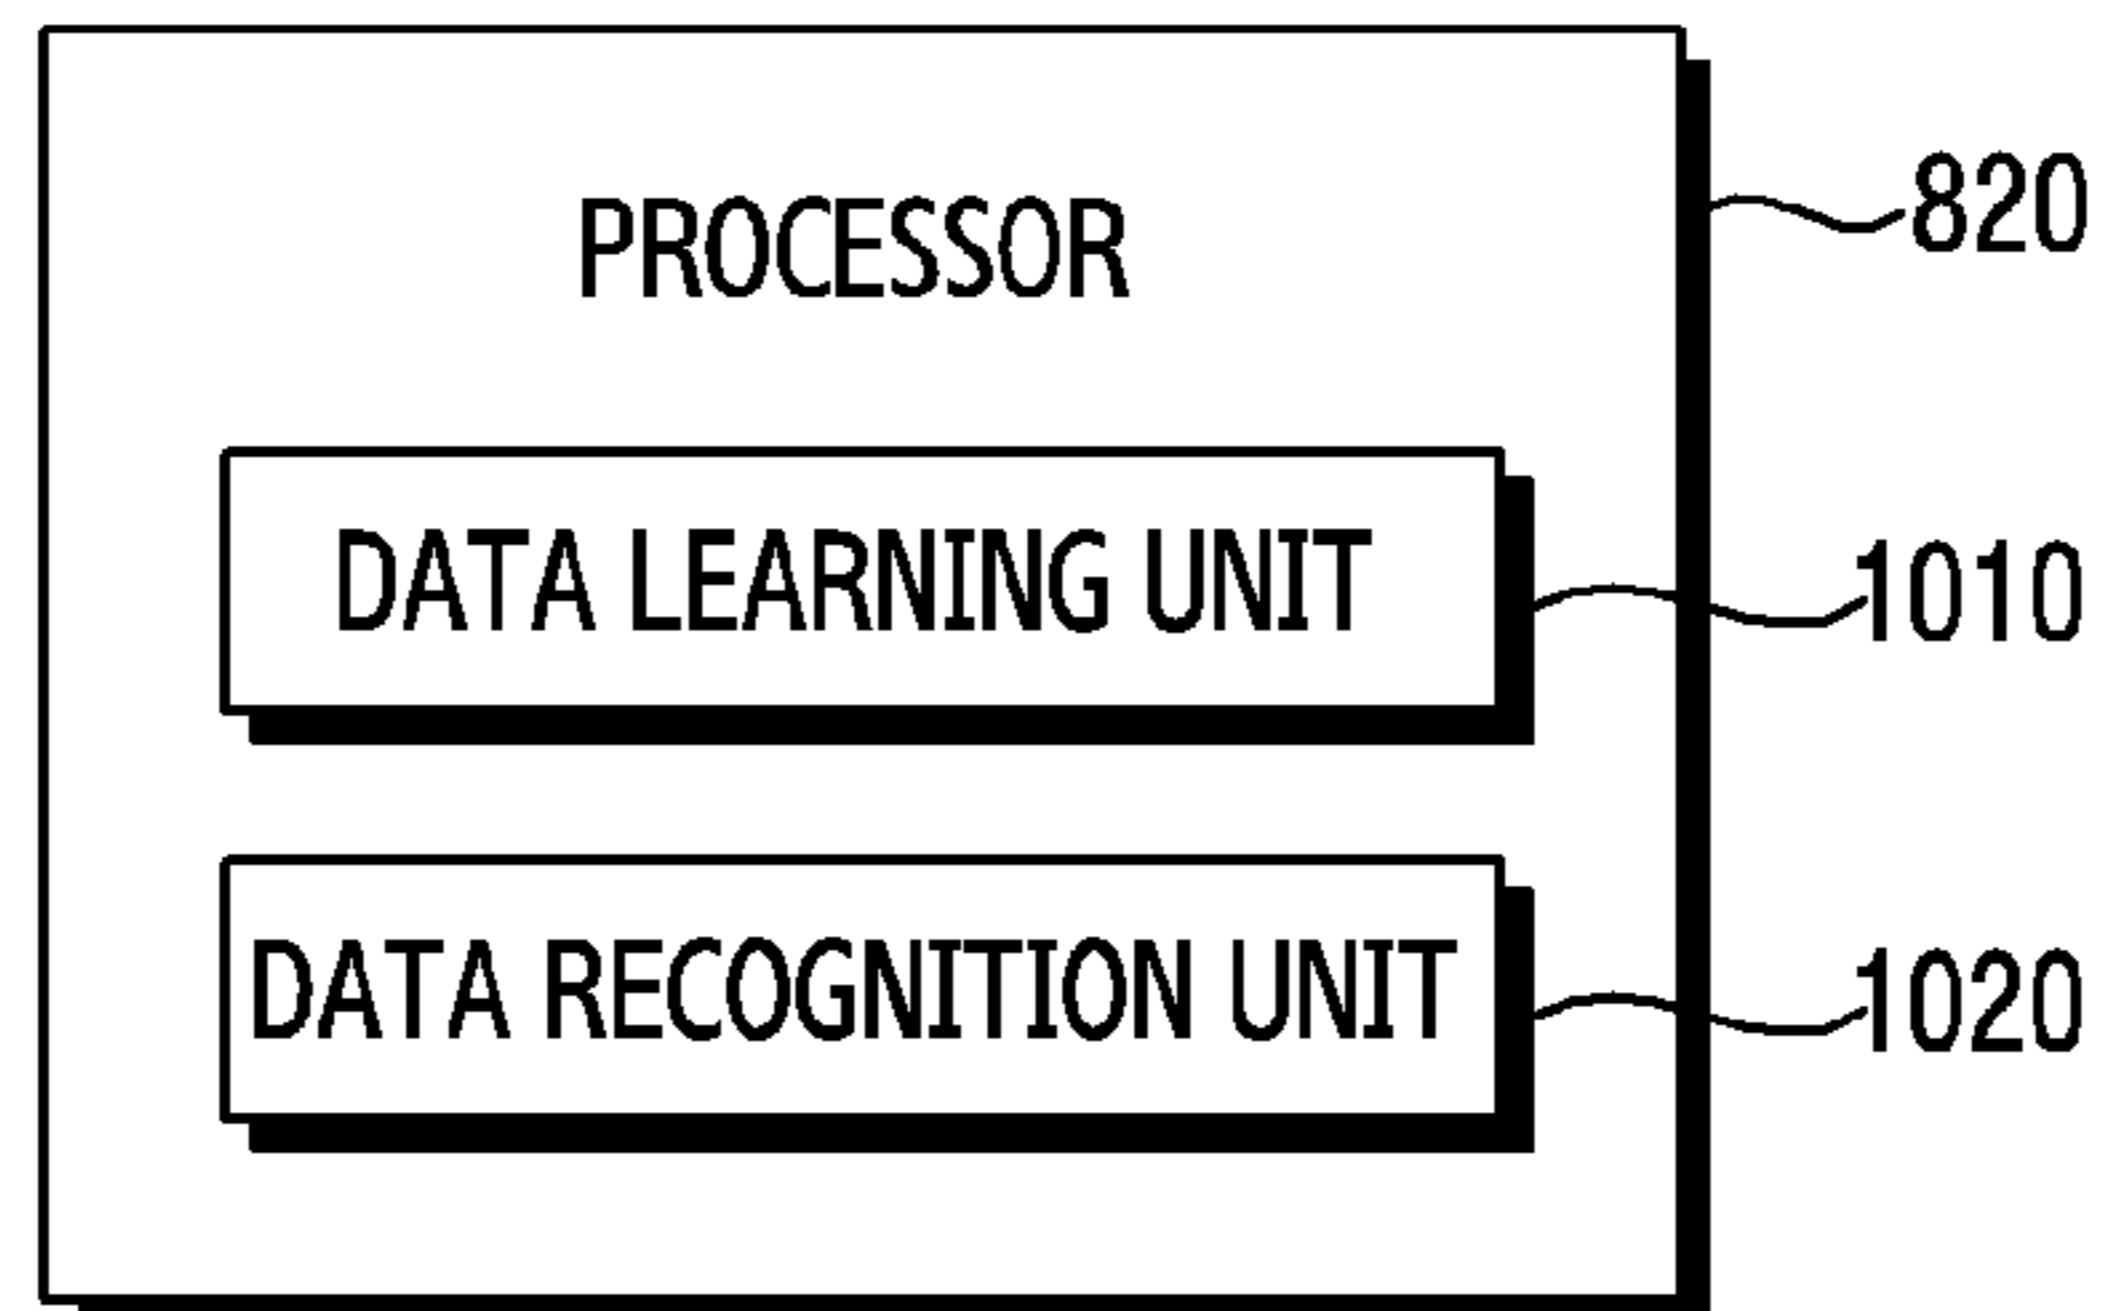 PROCESSOR
820
DATA LEARNING UNIT
1010
DATA RECOGNITION UNIT
1020